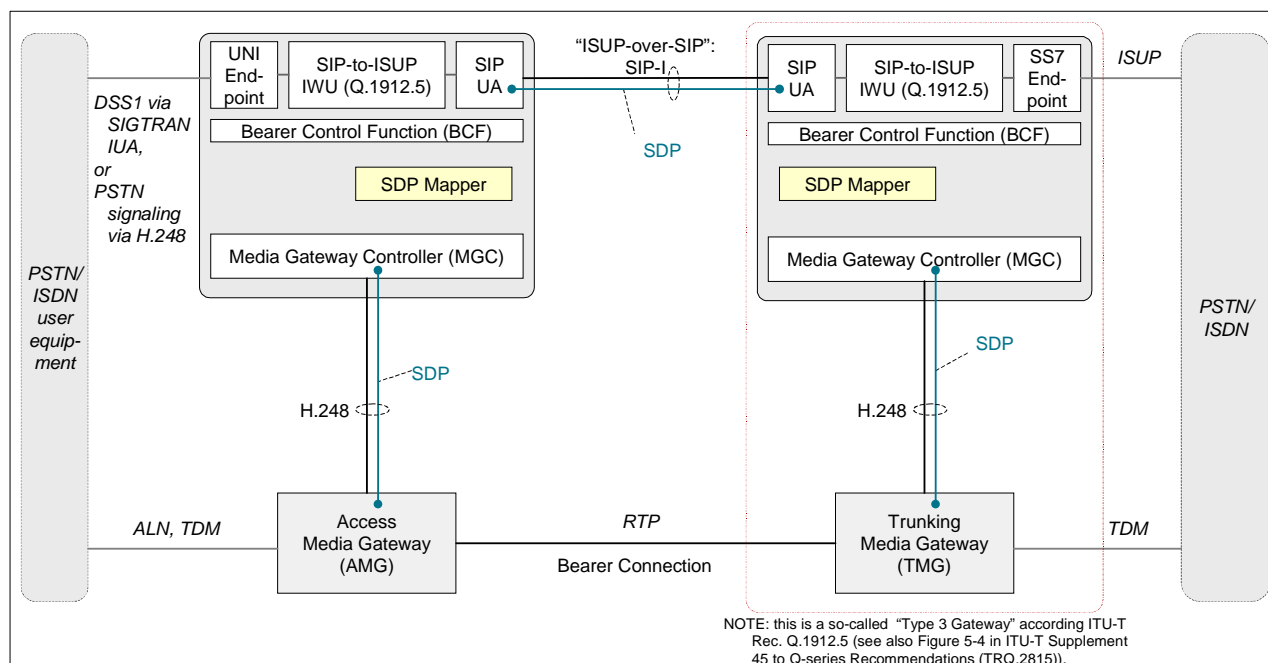 UNI
End-
point
SIP-to-ISUP
IWU (Q.1912.5)
SIP
UA
“ISUP-over-SIP”:
SIP-I
SIP
UA
SIP-to-ISUP
IWU (Q.1912.5)
SS7
End-
point
ISUP
DSS1 via
SIGTRAN
IUA,
or
PSTN
signaling
via H.248
Bearer Control Function (BCF)
SDP
Bearer Control Function (BCF)
SDP Mapper
SDP Mapper
Media Gateway Controller (MGC)
Media Gateway Controller (MGC)
PSTN/
ISDN
user
equip-
ment
PSTN/
ISDN
SDP
SDP
H.248
H.248
ALN, TDM
Access
Media Gateway
(AMG)
RTP
Bearer Connection
Trunking
Media Gateway
(TMG)
TDM
NOTE: this is a so-called “Type 3 Gateway” according ITU-T
Rec. Q.1912.5 (see also Figure 5-4 in ITU-T Supplement
45 to Q-series Recommendations (TRQ.2815)).